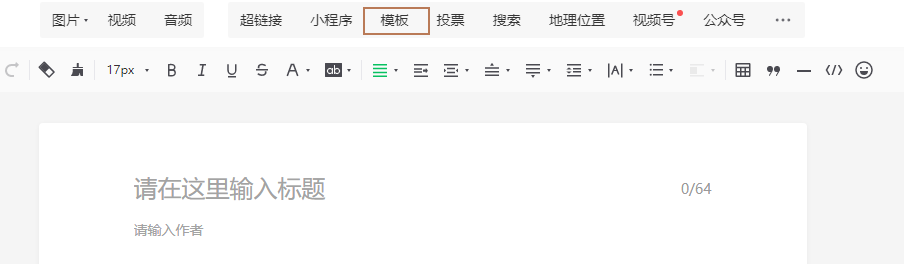 图片 视频 音频 超链接 小程序 模板 投票 搜索 地理位置 视频号 公众号 ···
17px B I U S A ab |A|
请在这里输入标题 0/64
请输入作者